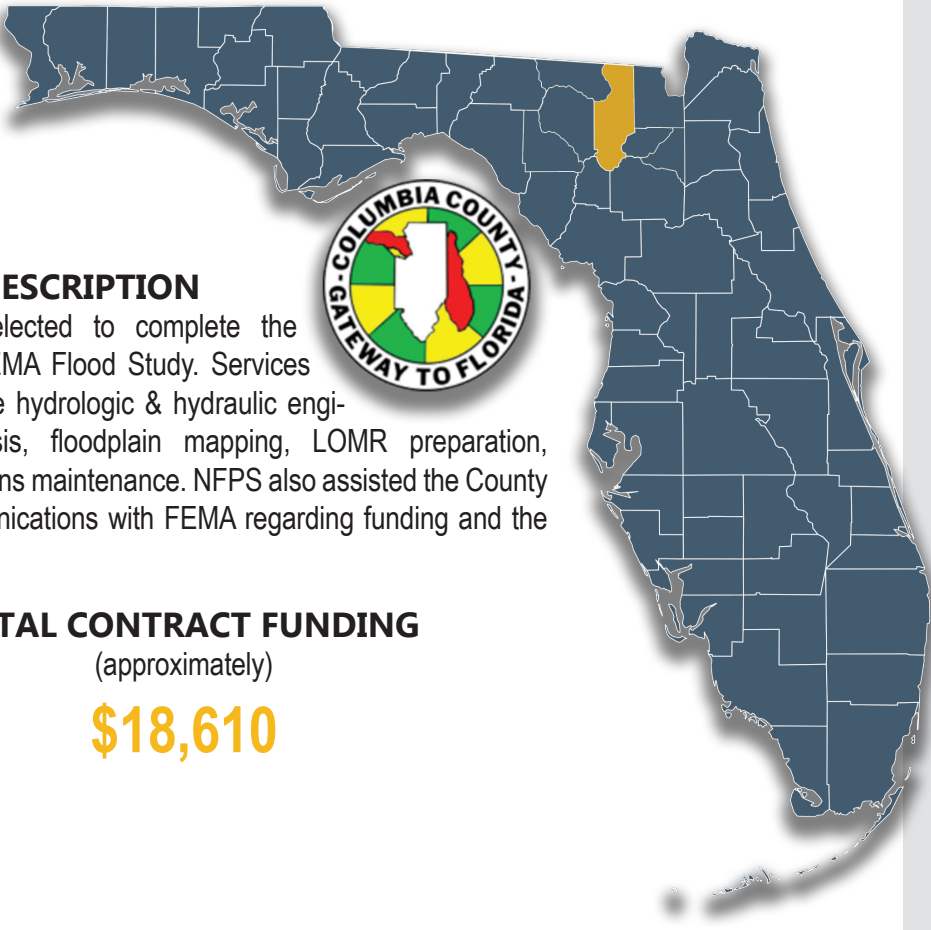 COLUMBIA COUNTY
- GATEWAY TO FLORIDA -
ESCRIPTION
elected to complete the
EMA Flood Study. Services
e hydrologic & hydraulic engi-
sis, floodplain mapping, LOMR preparation,
ns maintenance. NFPS also assisted the County
nications with FEMA regarding funding and the
TAL CONTRACT FUNDING
(approximately)
$18,610